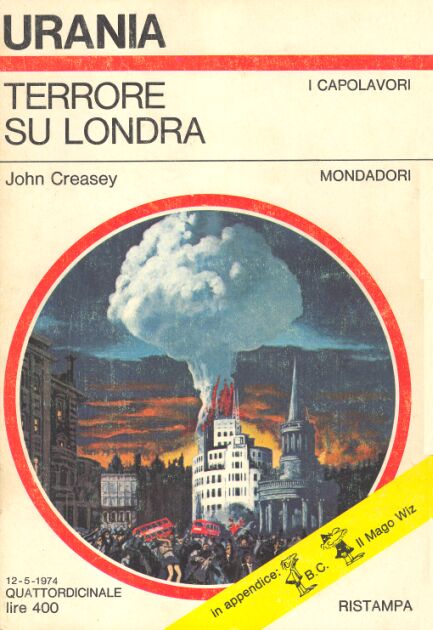 URANIA
TERRORE
SU LONDRA
I CAPOLAVORI
John Creasey
MONDADORI
12-5-1974
QUATTORDICINALE
lire 400
in appendice:
B.C.
Il Mago Wiz
RISTAMPA